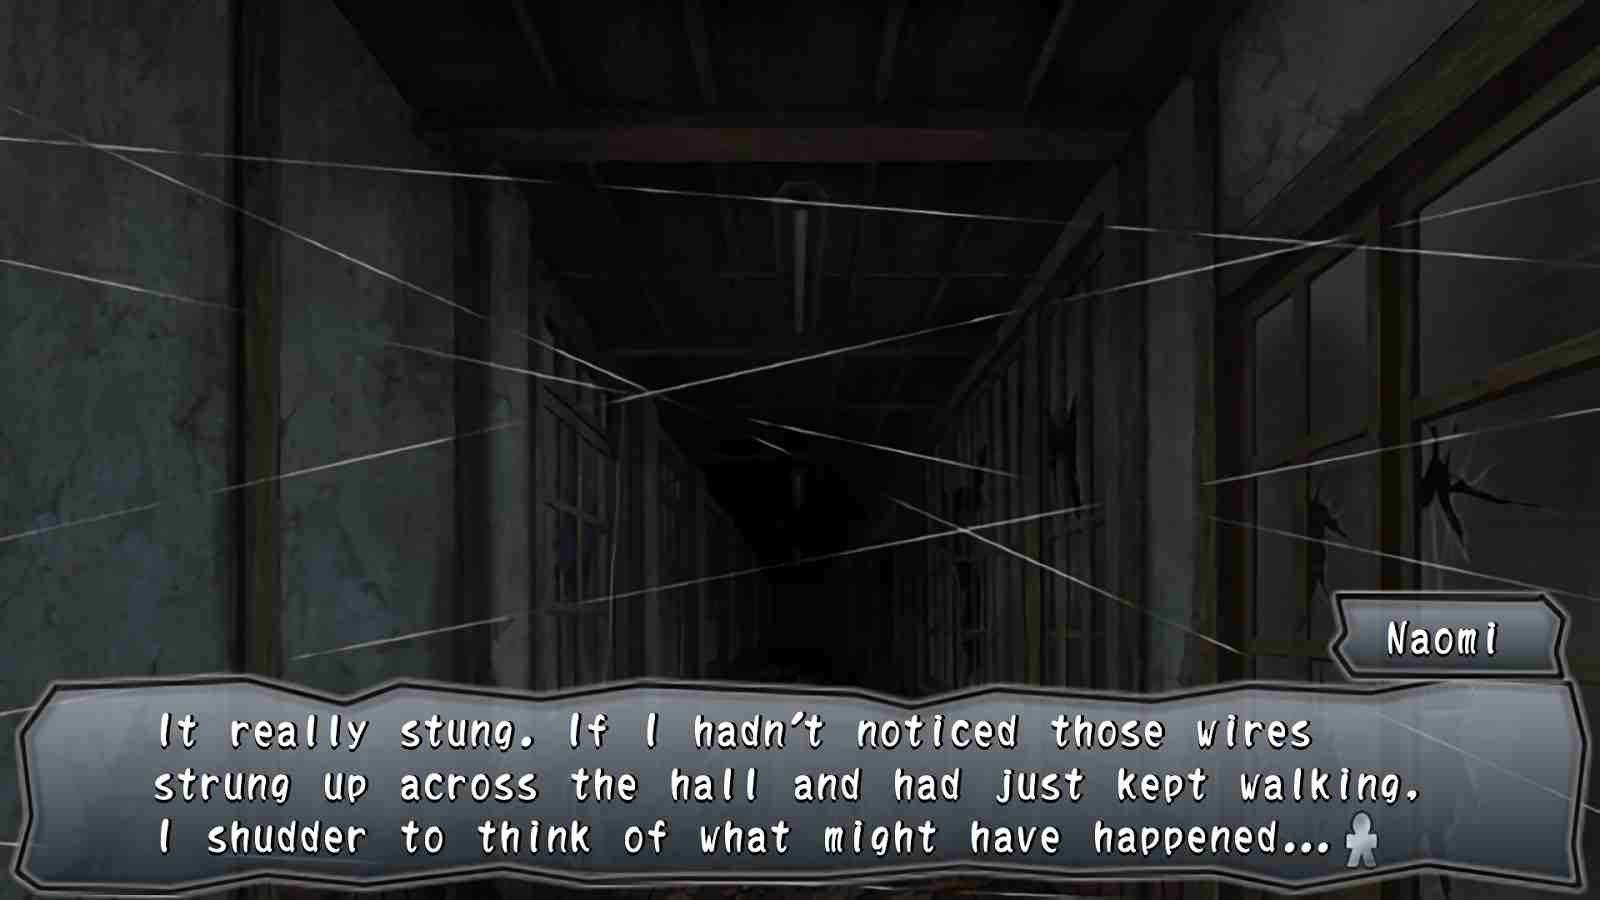 Naomi
It really stung. If I hadn't noticed those wires
strung up across the hall and had just kept walking,
I shudder to think of what might have happened...